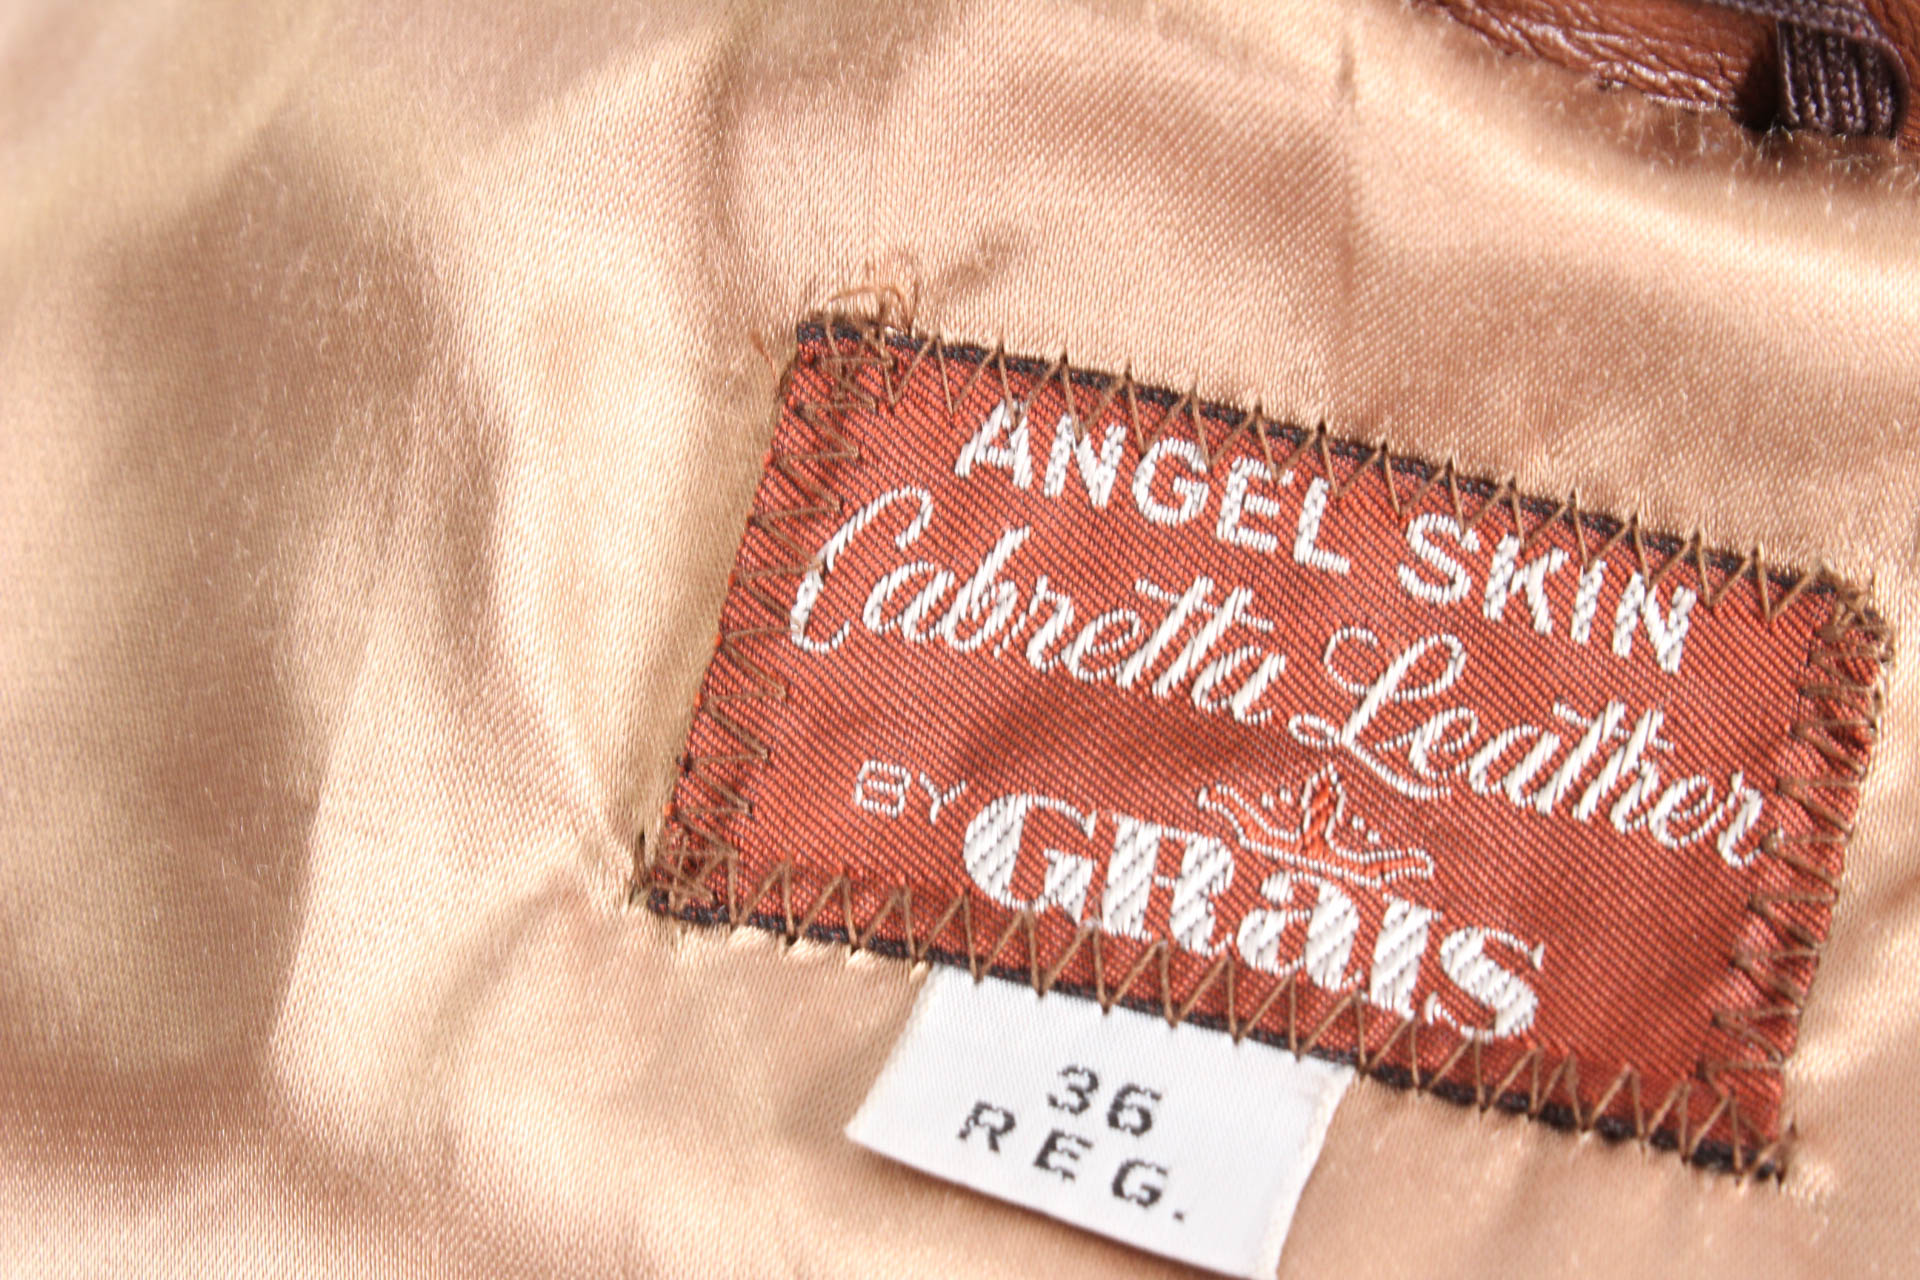 ANGEL SKIN
Cabretta Leather
BY GRais
36
REG.